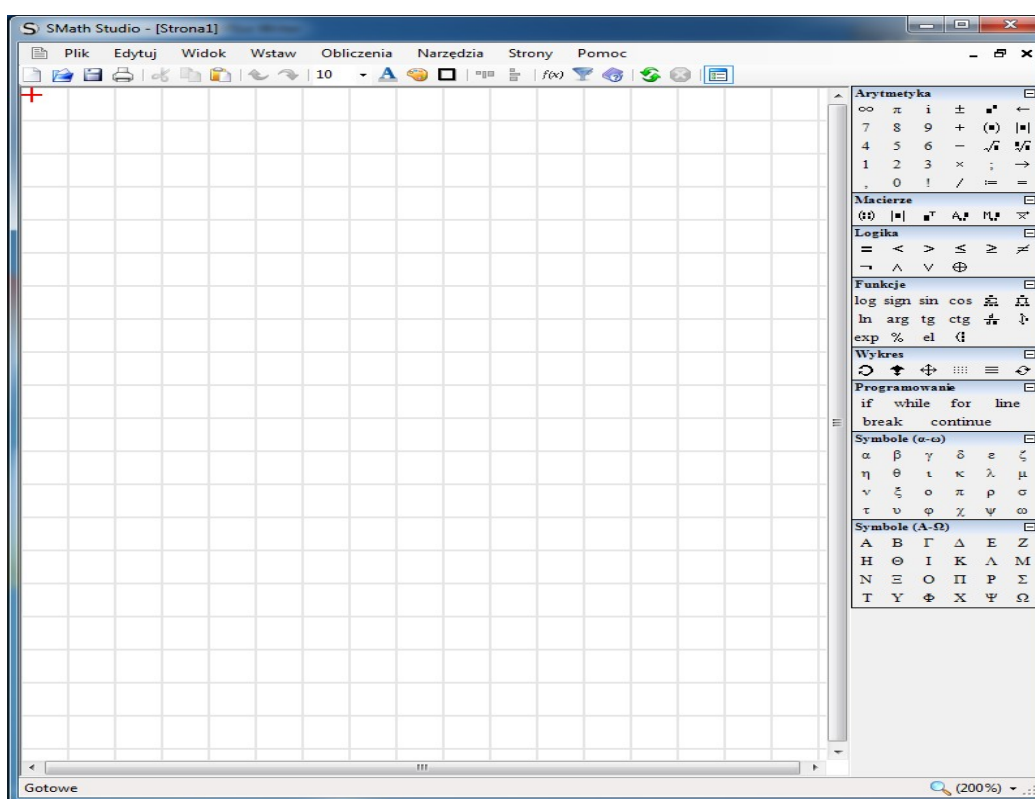 SMath Studio - [Strona1]
Plik Edytuj Widok Wstaw Obliczenia Narzędzia Strony Pomoc
10 A f(x)
Arytmetyka
∞ π i ± ■^■ ←
7 8 9 + (■) |■|
4 5 6 − √■ ■√■
1 2 3 × ; →
, 0 ! / := =
Macierze
|■| ■ᵀ A M
Logika
= < > ≤ ≥ ≠
¬ ∧ ∨ ⊕
Funkcje
log sign sin cos
ln arg tg ctg
exp % el
Wykres
Programowanie
if while for line
break continue
Symbole (α-ω)
α β γ δ ε ζ
η θ ι κ λ μ
ν ξ ο π ρ σ
τ υ φ χ ψ ω
Symbole (Α-Ω)
Α Β Γ Δ Ε Ζ
Η Θ Ι Κ Λ Μ
Ν Ξ Ο Π Ρ Σ
Τ Υ Φ Χ Ψ Ω
Gotowe (200%)